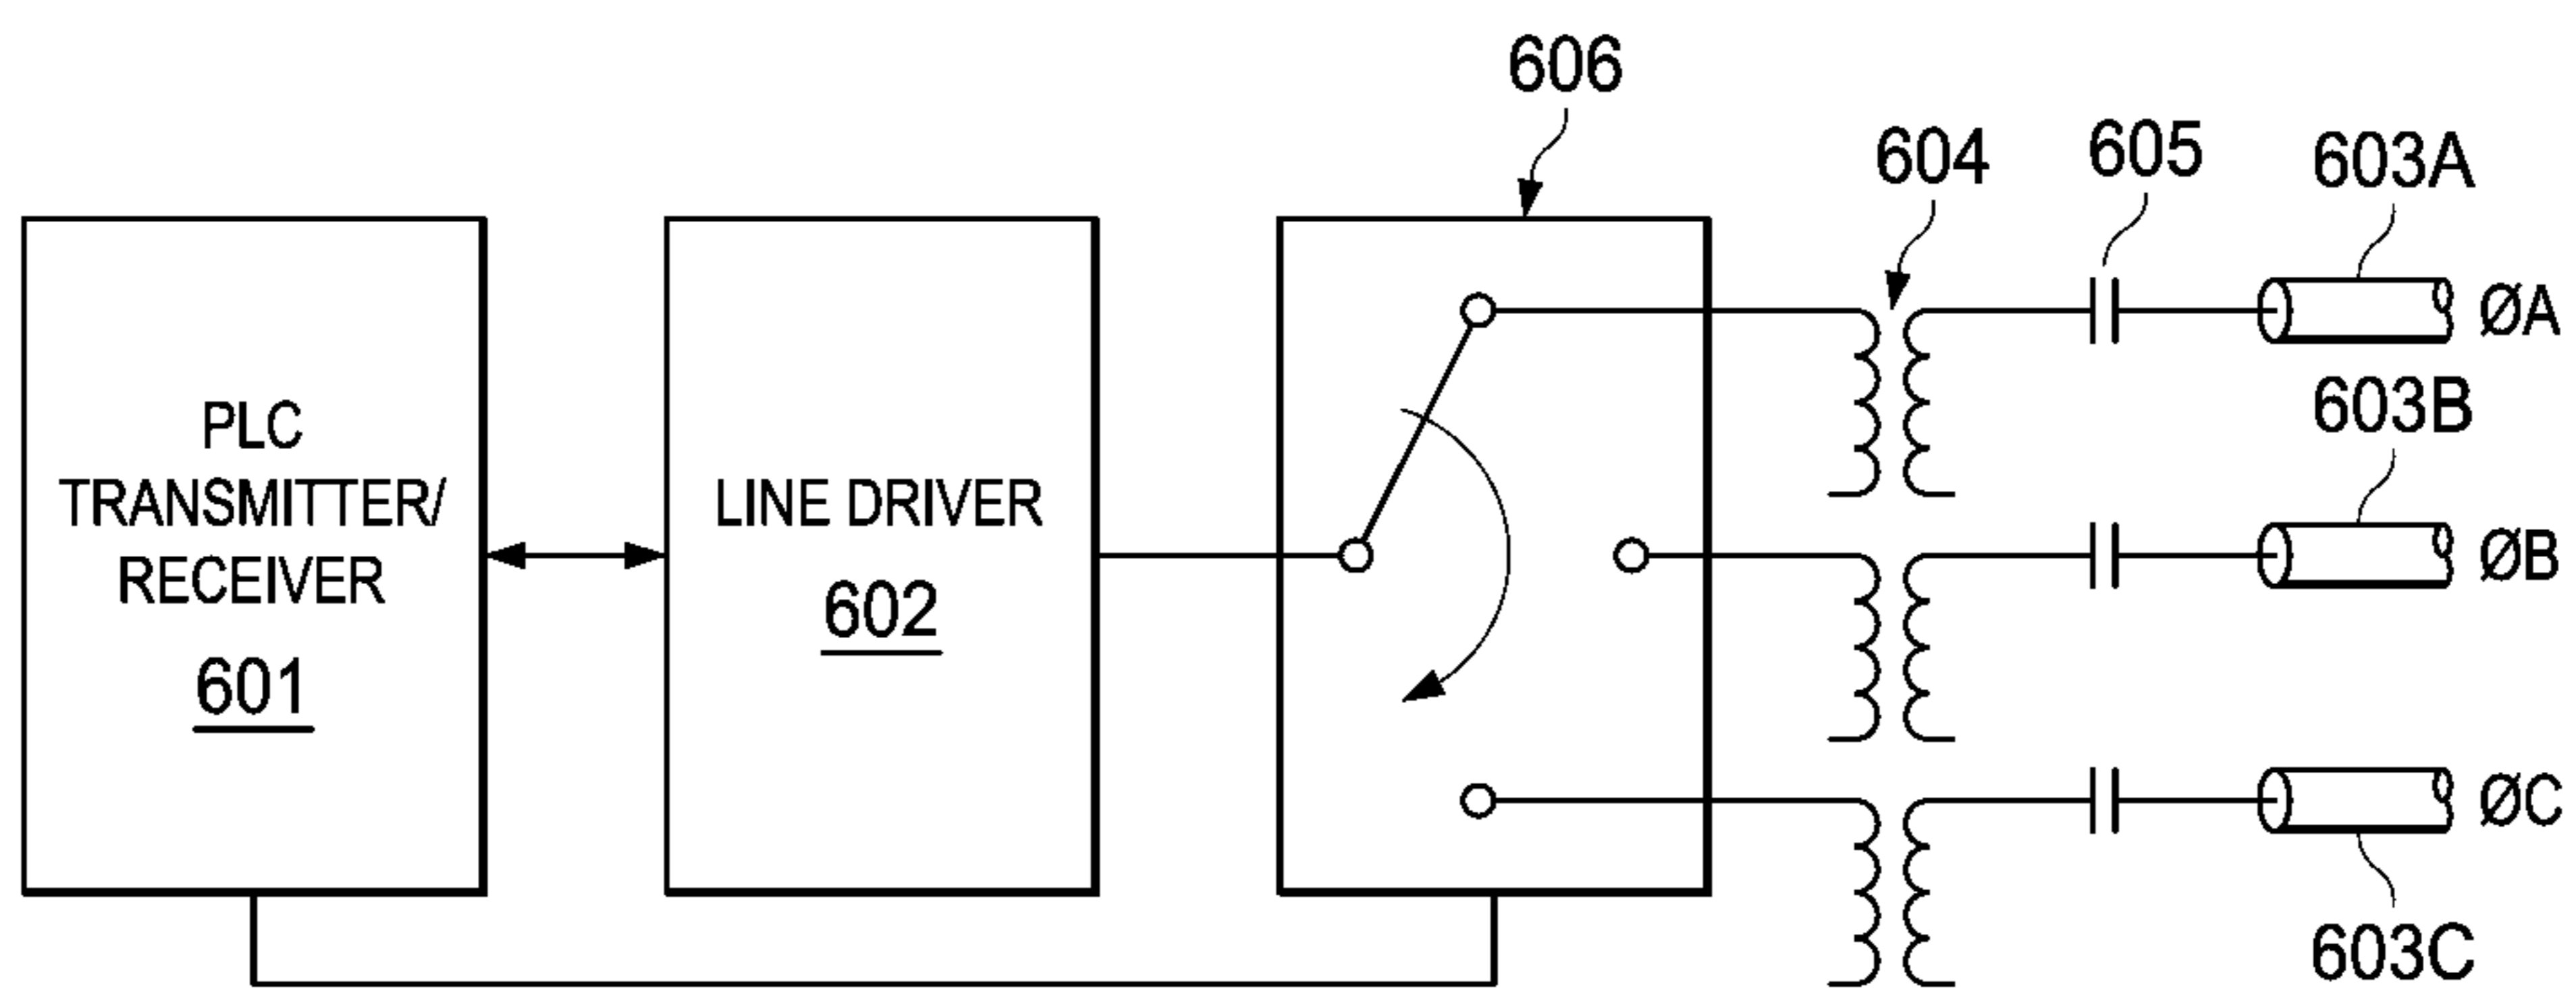 606
604
605
603A
ØA
603B
PLC
TRANSMITTER/
RECEIVER
601
LINE DRIVER
602
ØB
ØC
603C